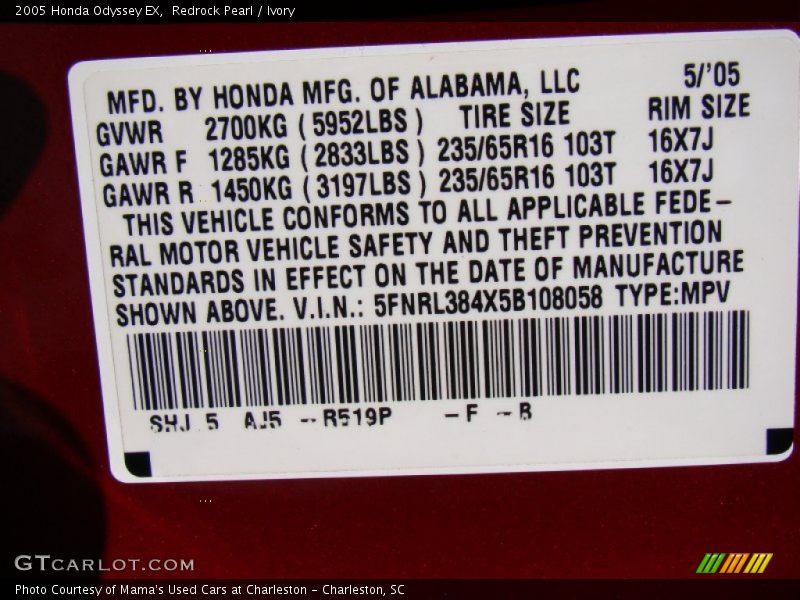 2005 Honda Odyssey EX, Redrock Pearl / Ivory
MFD. BY HONDA MFG. OF ALABAMA, LLC 5/'05
GVWR 2700KG ( 5952LBS ) TIRE SIZE RIM SIZE
GAWR F 1285KG ( 2833LBS ) 235/65R16 103T 16X7J
GAWR R 1450KG ( 3197LBS ) 235/65R16 103T 16X7J
THIS VEHICLE CONFORMS TO ALL APPLICABLE FEDE-
RAL MOTOR VEHICLE SAFETY AND THEFT PREVENTION
STANDARDS IN EFFECT ON THE DATE OF MANUFACTURE
SHOWN ABOVE. V.I.N.: 5FNRL384X5B108058 TYPE:MPV
SHJ 5 AJ5 --R519P -F -B
GTCARLOT.COM
Photo Courtesy of Mama's Used Cars at Charleston - Charleston, SC